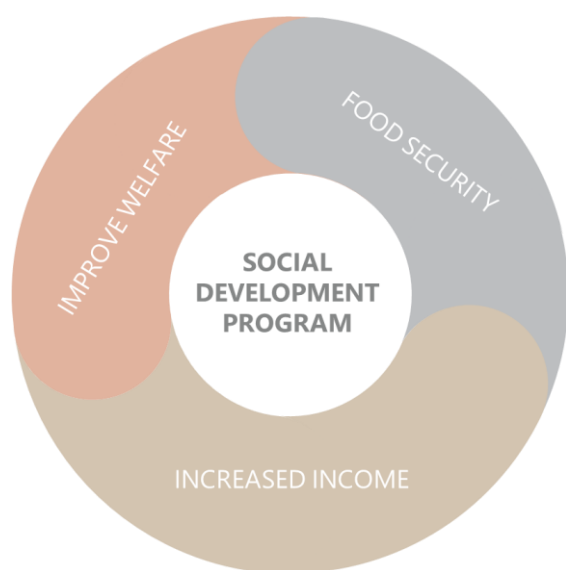 IMPROVE WELFARE
FOOD SECURITY
SOCIAL
DEVELOPMENT
PROGRAM
INCREASED INCOME